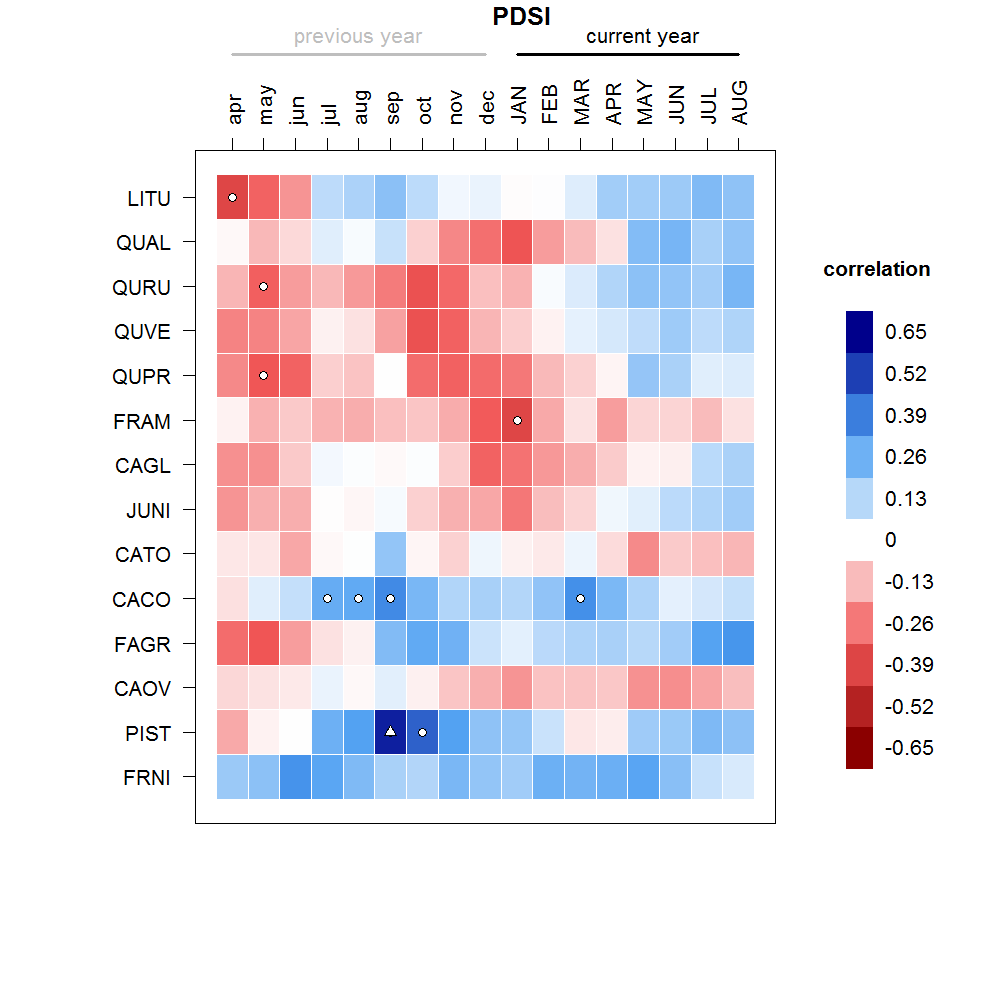 PDSI
previous year current year
apr may jun jul aug sep oct nov dec JAN FEB MAR APR MAY JUN JUL AUG
LITU
QUAL
QURU
QUVE
QUPR
FRAM
CAGL
JUNI
CATO
CACO
FAGR
CAOV
PIST
FRNI
correlation
0.65
0.52
0.39
0.26
0.13
0
-0.13
-0.26
-0.39
-0.52
-0.65